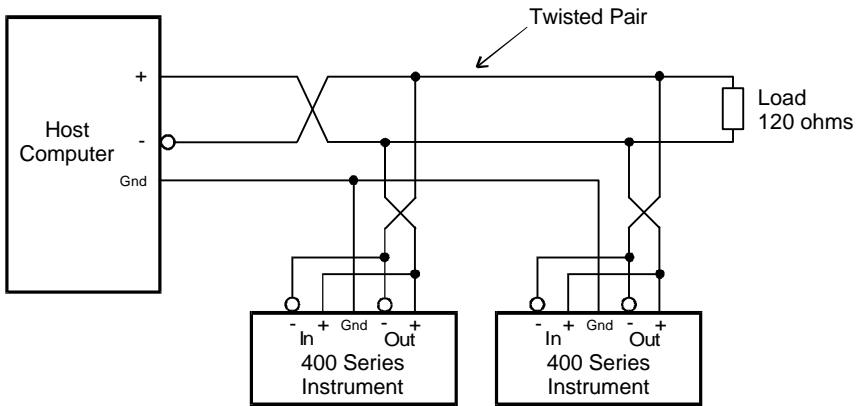 Twisted Pair
+
Host
Computer
-
Gnd
Load
120 ohms
- + Gnd - +
In Out
400 Series
Instrument
- + Gnd - +
In Out
400 Series
Instrument